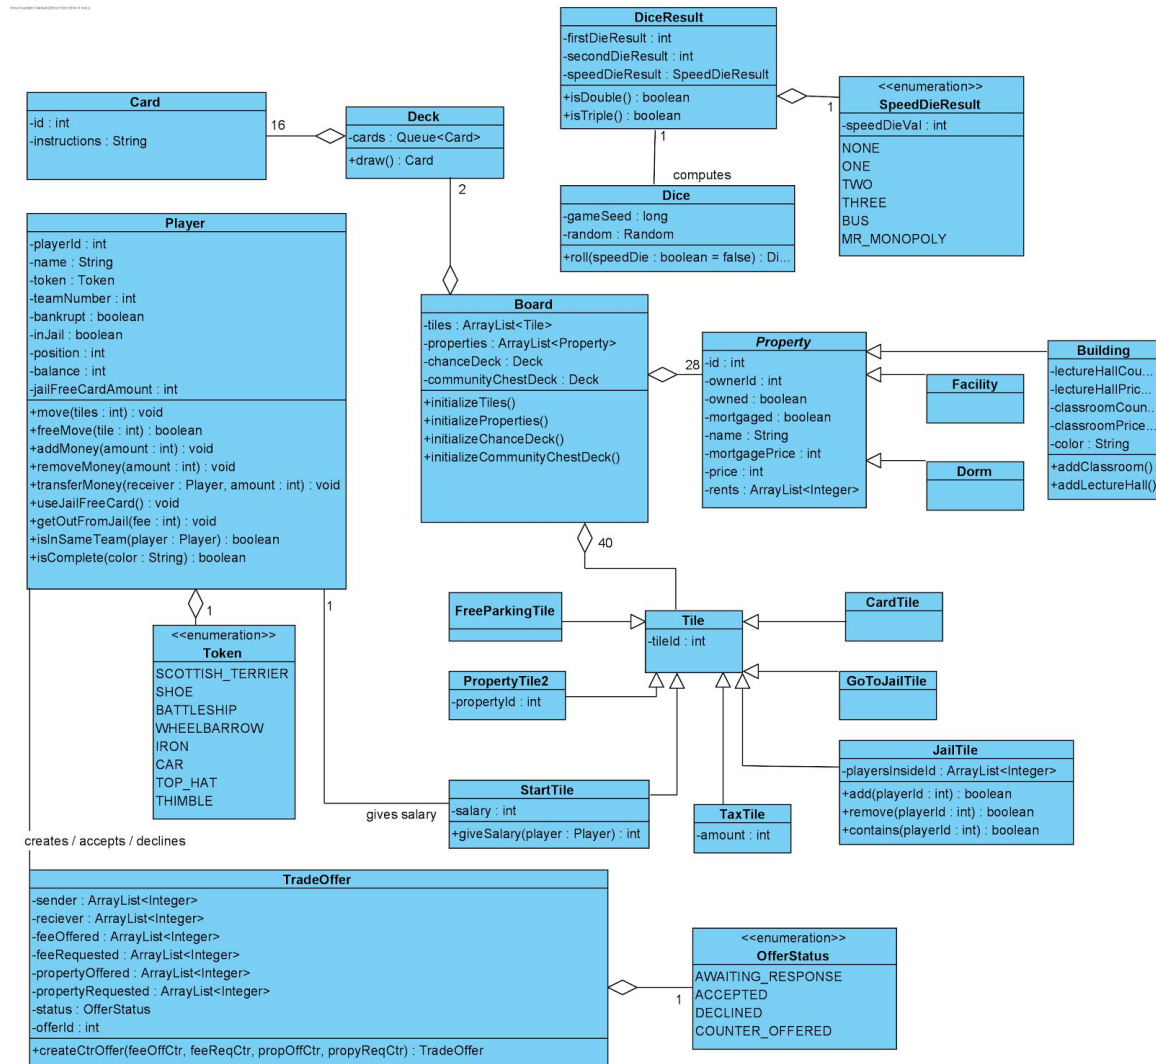 DiceResult
-firstDieResult : int
-secondDieResult : int
-speedDieResult : SpeedDieResult
+isDouble() : boolean
+isTriple() : boolean
1
<<enumeration>>
SpeedDieResult
-speedDieVal : int
NONE
ONE
TWO
THREE
BUS
MR_MONOPOLY
1
computes
Card
-id : int
-instructions : String
16
Deck
-cards : Queue<Card>
+draw() : Card
2
Dice
-gameSeed : long
-random : Random
+roll(speedDie : boolean = false) : Di...
Player
-playerId : int
-name : String
-token : Token
-teamNumber : int
-bankrupt : boolean
-inJail : boolean
-position : int
-balance : int
-jailFreeCardAmount : int
+move(tiles : int) : void
+freeMove(tile : int) : boolean
+addMoney(amount : int) : void
+removeMoney(amount : int) : void
+transferMoney(receiver : Player, amount : int) : void
+useJailFreeCard() : void
+getOutFromJail(fee : int) : void
+isInSameTeam(player : Player) : boolean
+isComplete(color : String) : boolean
Board
-tiles : ArrayList<Tile>
-properties : ArrayList<Property>
-chanceDeck : Deck
-communityChestDeck : Deck
+initializeTiles()
+initializeProperties()
+initializeChanceDeck()
+initializeCommunityChestDeck()
28
Property
-id : int
-ownerId : int
-owned : boolean
-mortgaged : boolean
-name : String
-mortgagePrice : int
-price : int
-rents : ArrayList<Integer>
Facility
Dorm
Building
-lectureHallCou...
-lectureHallPric...
-classroomCoun...
-classroomPrice...
-color : String
+addClassroom()
+addLectureHall()
40
1
1
<<enumeration>>
Token
SCOTTISH_TERRIER
SHOE
BATTLESHIP
WHEELBARROW
IRON
CAR
TOP_HAT
THIMBLE
FreeParkingTile
Tile
-tileId : int
CardTile
PropertyTile2
-propertyId : int
GoToJailTile
JailTile
-playersInsideId : ArrayList<Integer>
+add(playerId : int) : boolean
+remove(playerId : int) : boolean
+contains(playerId : int) : boolean
gives salary
StartTile
-salary : int
+giveSalary(player : Player) : int
TaxTile
-amount : int
creates / accepts / declines
TradeOffer
-sender : ArrayList<Integer>
-reciever : ArrayList<Integer>
-feeOffered : ArrayList<Integer>
-feeRequested : ArrayList<Integer>
-propertyOffered : ArrayList<Integer>
-propertyRequested : ArrayList<Integer>
-status : OfferStatus
-offerId : int
+createCtrOffer(feeOffCtr, feeReqCtr, propOffCtr, propyReqCtr) : TradeOffer
1
<<enumeration>>
OfferStatus
AWAITING_RESPONSE
ACCEPTED
DECLINED
COUNTER_OFFERED